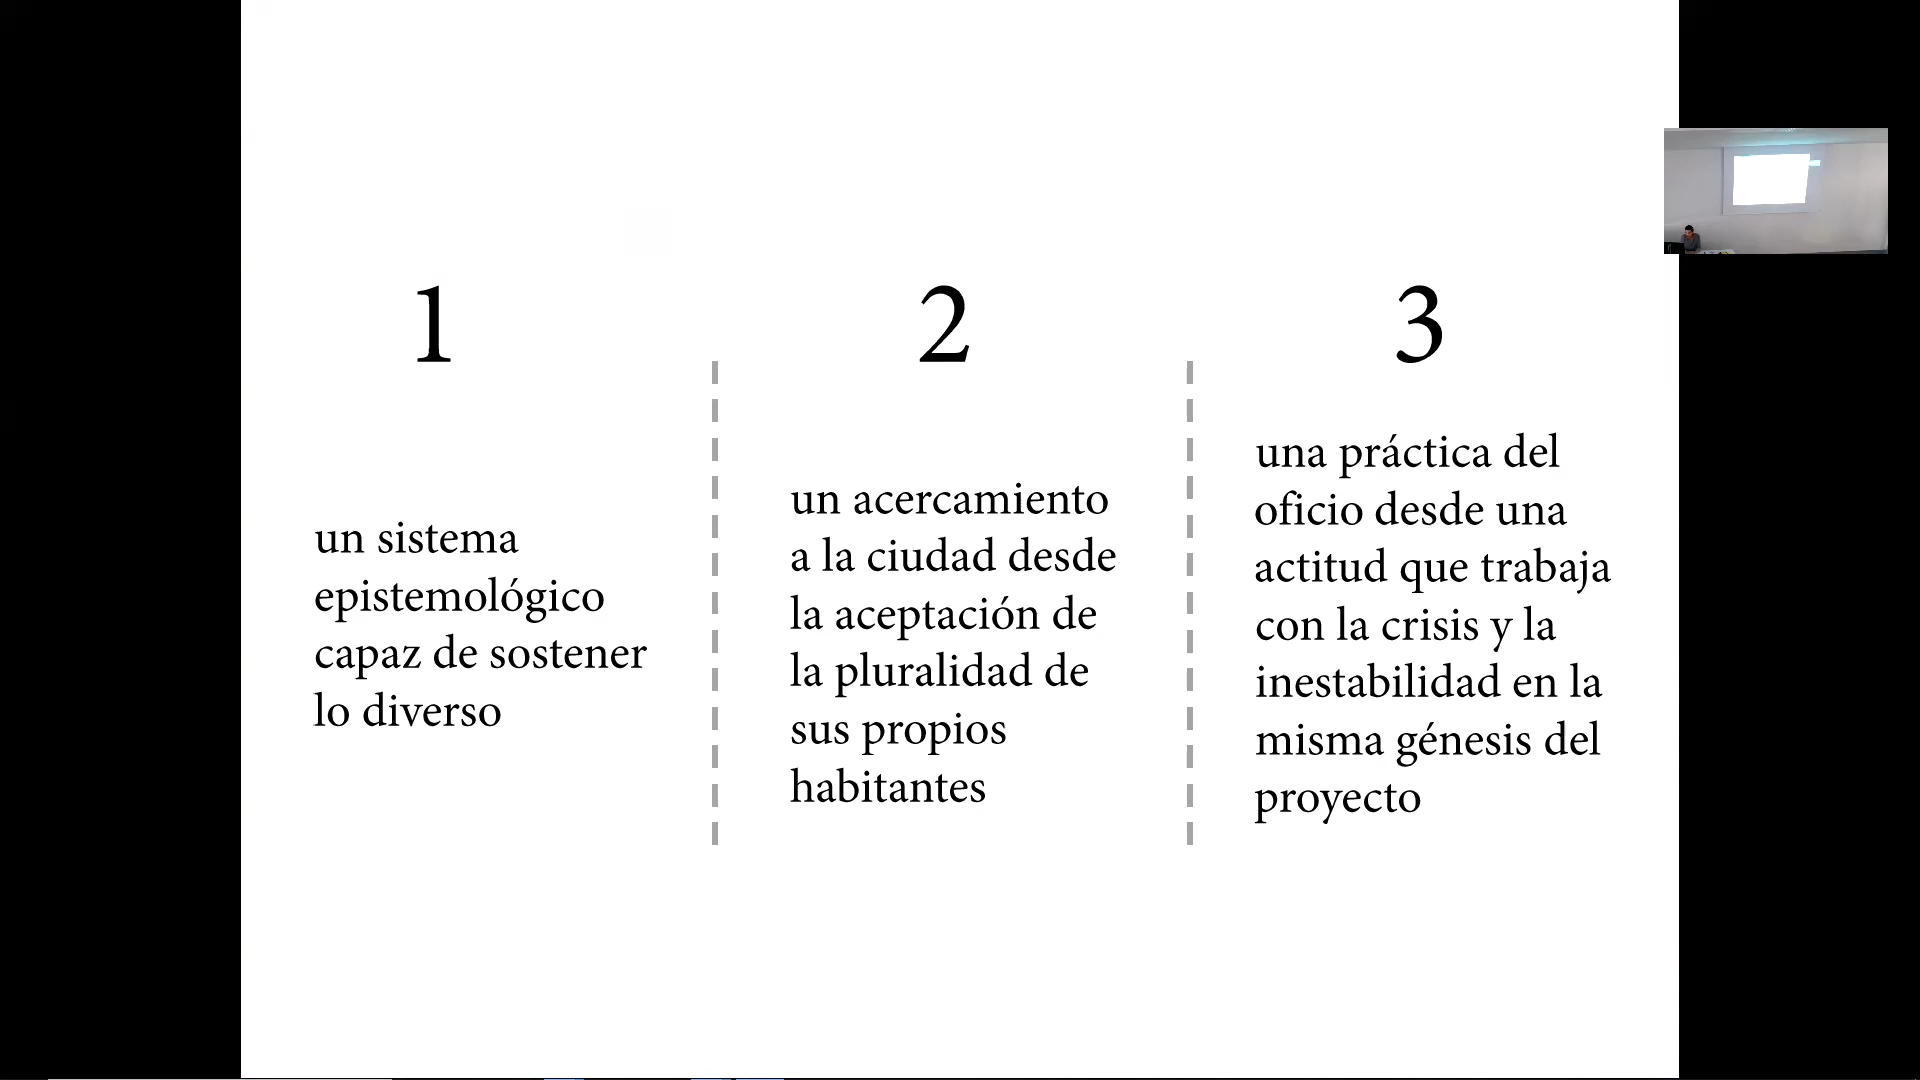 1
un sistema
epistemológico
capaz de sostener
lo diverso
2
un acercamiento
a la ciudad desde
la aceptación de
la pluralidad de
sus propios
habitantes
3
una práctica del
oficio desde una
actitud que trabaja
con la crisis y la
inestabilidad en la
misma génesis del
proyecto